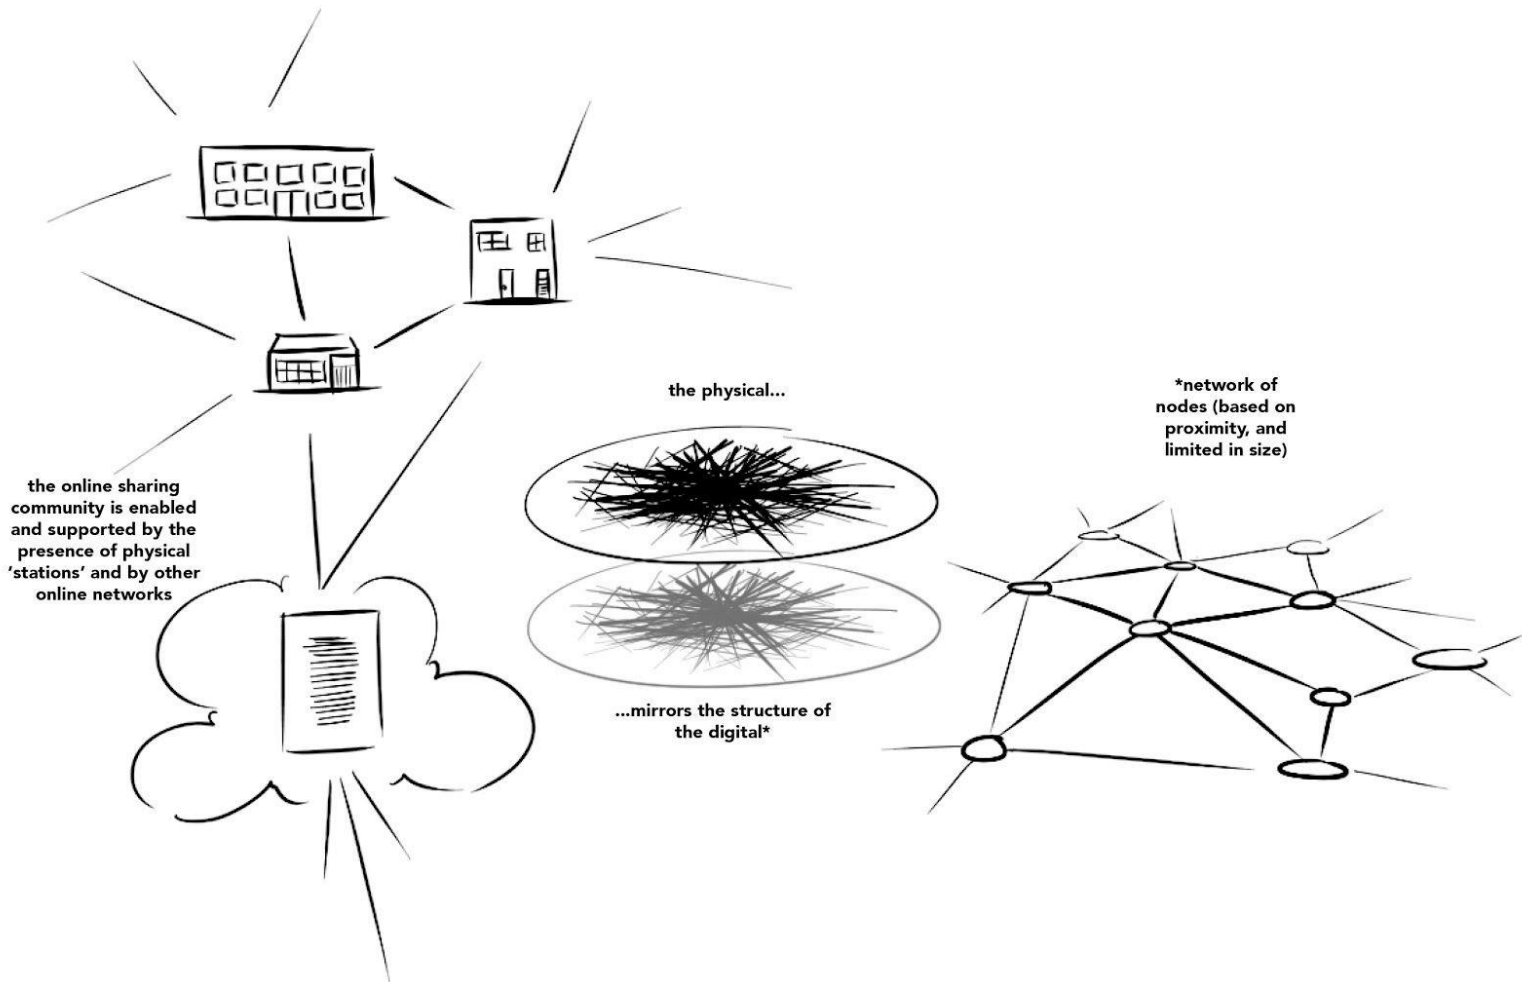 the online sharing
community is enabled
and supported by the
presence of physical
‘stations’ and by other
online networks
the physical...
...mirrors the structure of
the digital*
*network of
nodes (based on
proximity, and
limited in size)